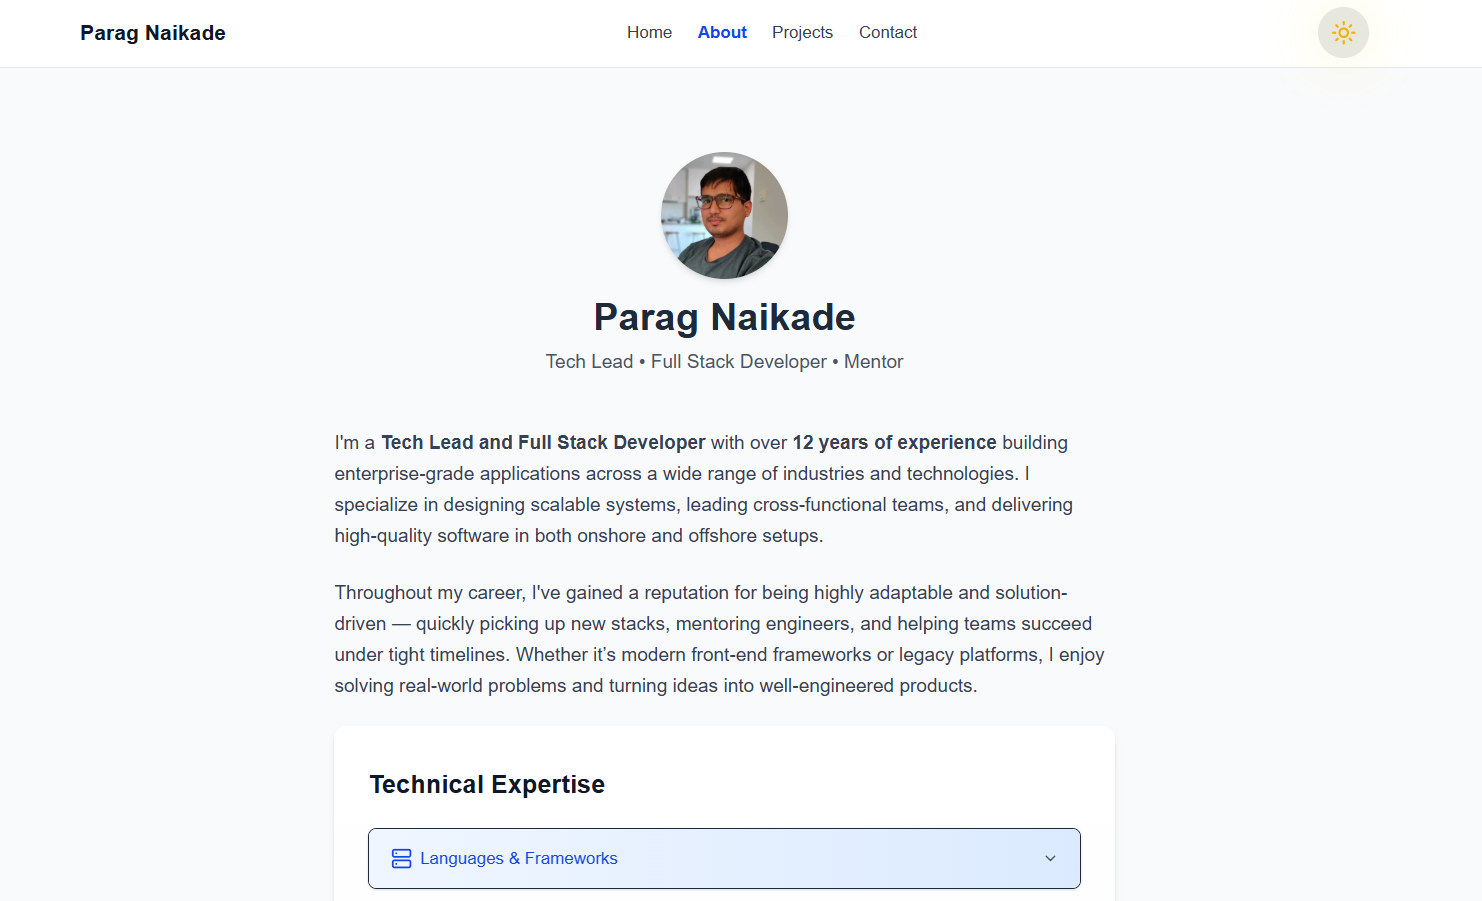 Parag Naikade
Home About Projects Contact
Parag Naikade
Tech Lead • Full Stack Developer • Mentor
I'm a Tech Lead and Full Stack Developer with over 12 years of experience building
enterprise-grade applications across a wide range of industries and technologies. I
specialize in designing scalable systems, leading cross-functional teams, and delivering
high-quality software in both onshore and offshore setups.
Throughout my career, I've gained a reputation for being highly adaptable and solution-
driven — quickly picking up new stacks, mentoring engineers, and helping teams succeed
under tight timelines. Whether it’s modern front-end frameworks or legacy platforms, I enjoy
solving real-world problems and turning ideas into well-engineered products.
Technical Expertise
Languages & Frameworks